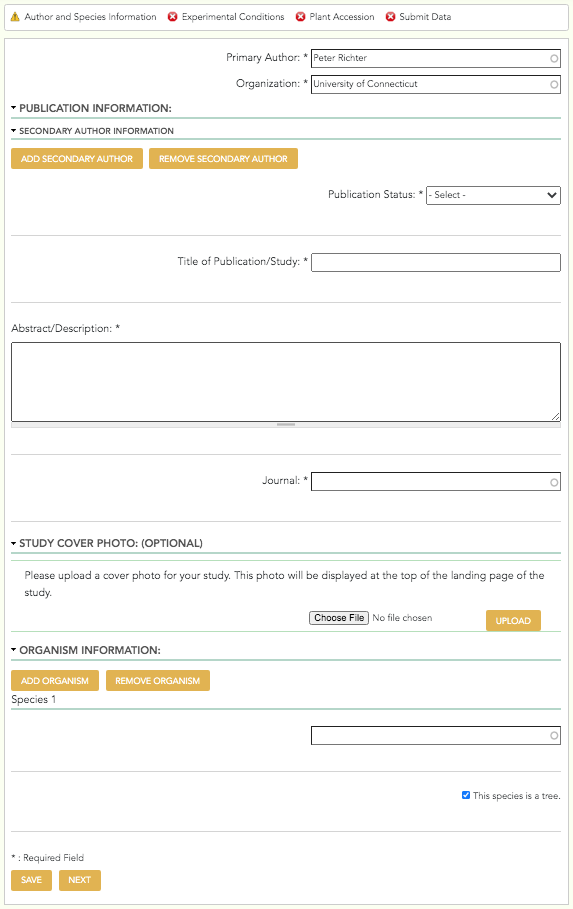 Author and Species Information Experimental Conditions Plant Accession Submit Data
Primary Author: * Peter Richter
Organization: * University of Connecticut
PUBLICATION INFORMATION:
SECONDARY AUTHOR INFORMATION
ADD SECONDARY AUTHOR REMOVE SECONDARY AUTHOR
Publication Status: * - Select -
Title of Publication/Study: *
Abstract/Description: *
Journal: *
STUDY COVER PHOTO: (OPTIONAL)
Please upload a cover photo for your study. This photo will be displayed at the top of the landing page of the
study.
Choose File No file chosen UPLOAD
ORGANISM INFORMATION:
ADD ORGANISM REMOVE ORGANISM
Species 1
This species is a tree.
* : Required Field
SAVE NEXT